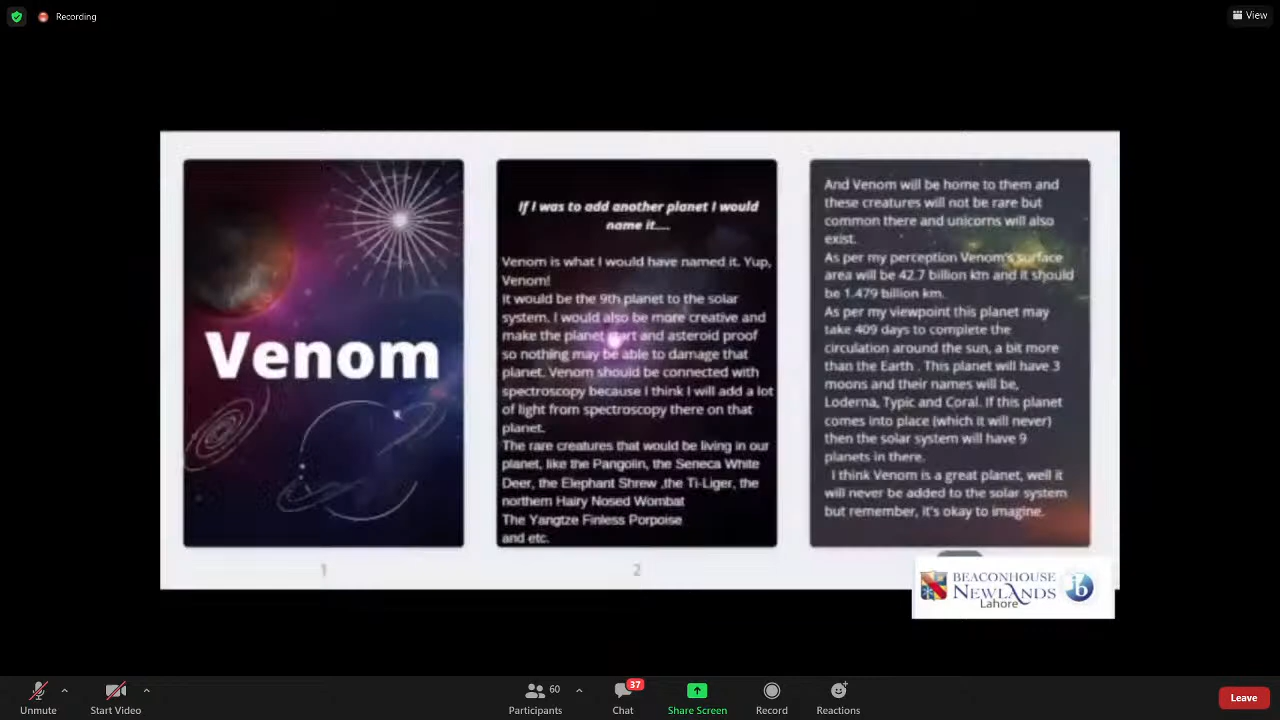 Recording
View
Venom
If I was to add another planet I would
name it....
Venom is what I would have named it. Yup,
Venom!
It would be the 9th planet to the solar
system. I would also be more creative and
make the planet and asteroid proof
so nothing may be able to damage that
planet. Venom should be connected with
spectroscopy because I think I will add a lot
of light from spectroscopy there on that
planet.
The rare creatures that would be living in our
planet, like the Pangolin, the Seneca White
Deer, the Elephant Shrew ,the Ti-Liger, the
northern Hairy Nosed Wombat
The Yangtze Finless Porpoise
and etc.
And Venom will be home to them and
these creatures will not be rare but
common there and unicorns will also
exist.
As per my perception Venom's surface
area will be 42.7 billion km and it should
be 1.479 billion km.
As per my viewpoint this planet may
take 409 days to complete the
circulation around the sun, a bit more
than the Earth . This planet will have 3
moons and their names will be,
Loderna, Typic and Coral. If this planet
comes into place (which it will never)
then the solar system will have 9
planets in there.
I think Venom is a great planet, well it
will never be added to the solar system
but remember, it's okay to imagine.
1
2
BEACONHOUSE
NEWLANDS
Lahore
ib
Unmute
Start Video
60
Participants
37
Chat
Share Screen
Record
Reactions
Leave